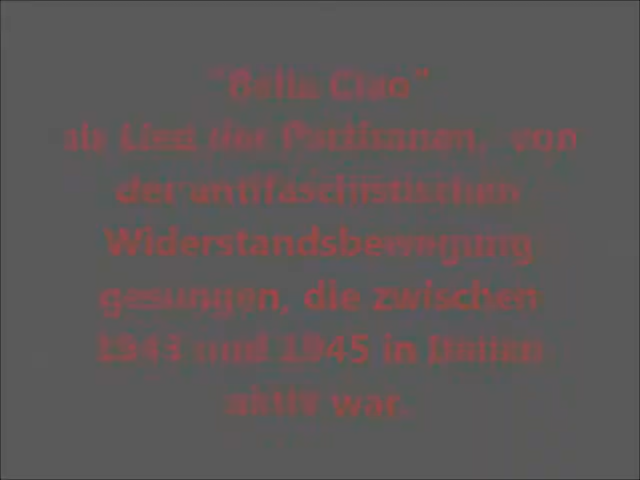 "Bella Ciao"
als Lied der Partisanen, von
der antifaschistischen
Widerstandsbewegung
gesungen, die zwischen
1943 und 1945 in Italien
aktiv war.